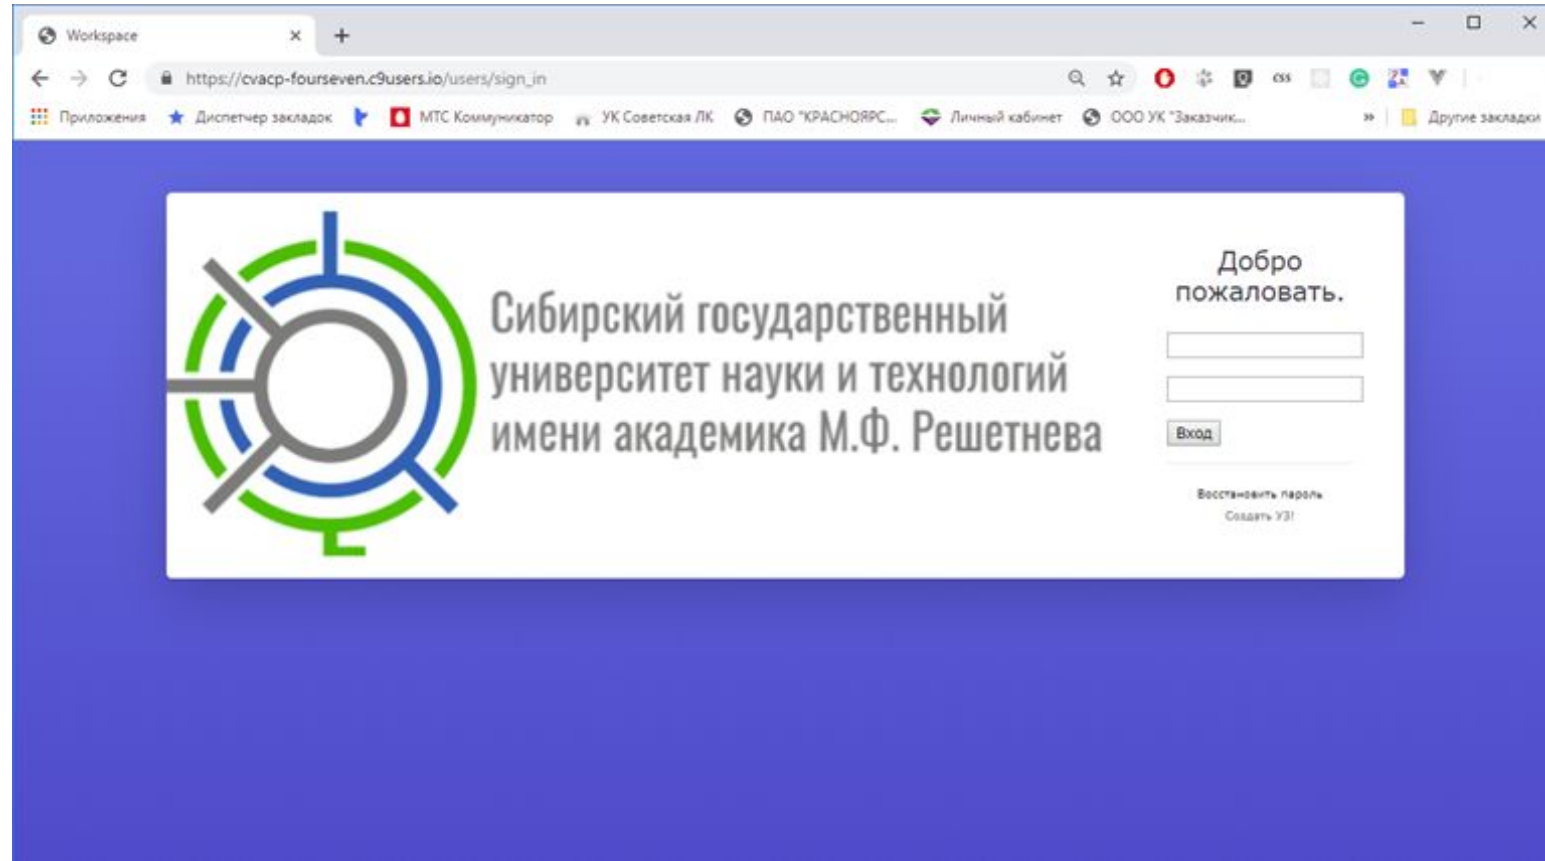 Workspace
https://cvacp-fourseven.c9users.io/users/sign_in
css
Приложения Диспетчер закладок МТС Коммуникатор УК Советская ЛК ПАО "КРАСНОЯРС... Личный кабинет ООО УК "Заказчик... » Другие закладки
Сибирский государственный
университет науки и технологий
имени академика М.Ф. Решетнева
Добро
пожаловать.
Вход
Восстановить пароль
Создать УЗ!